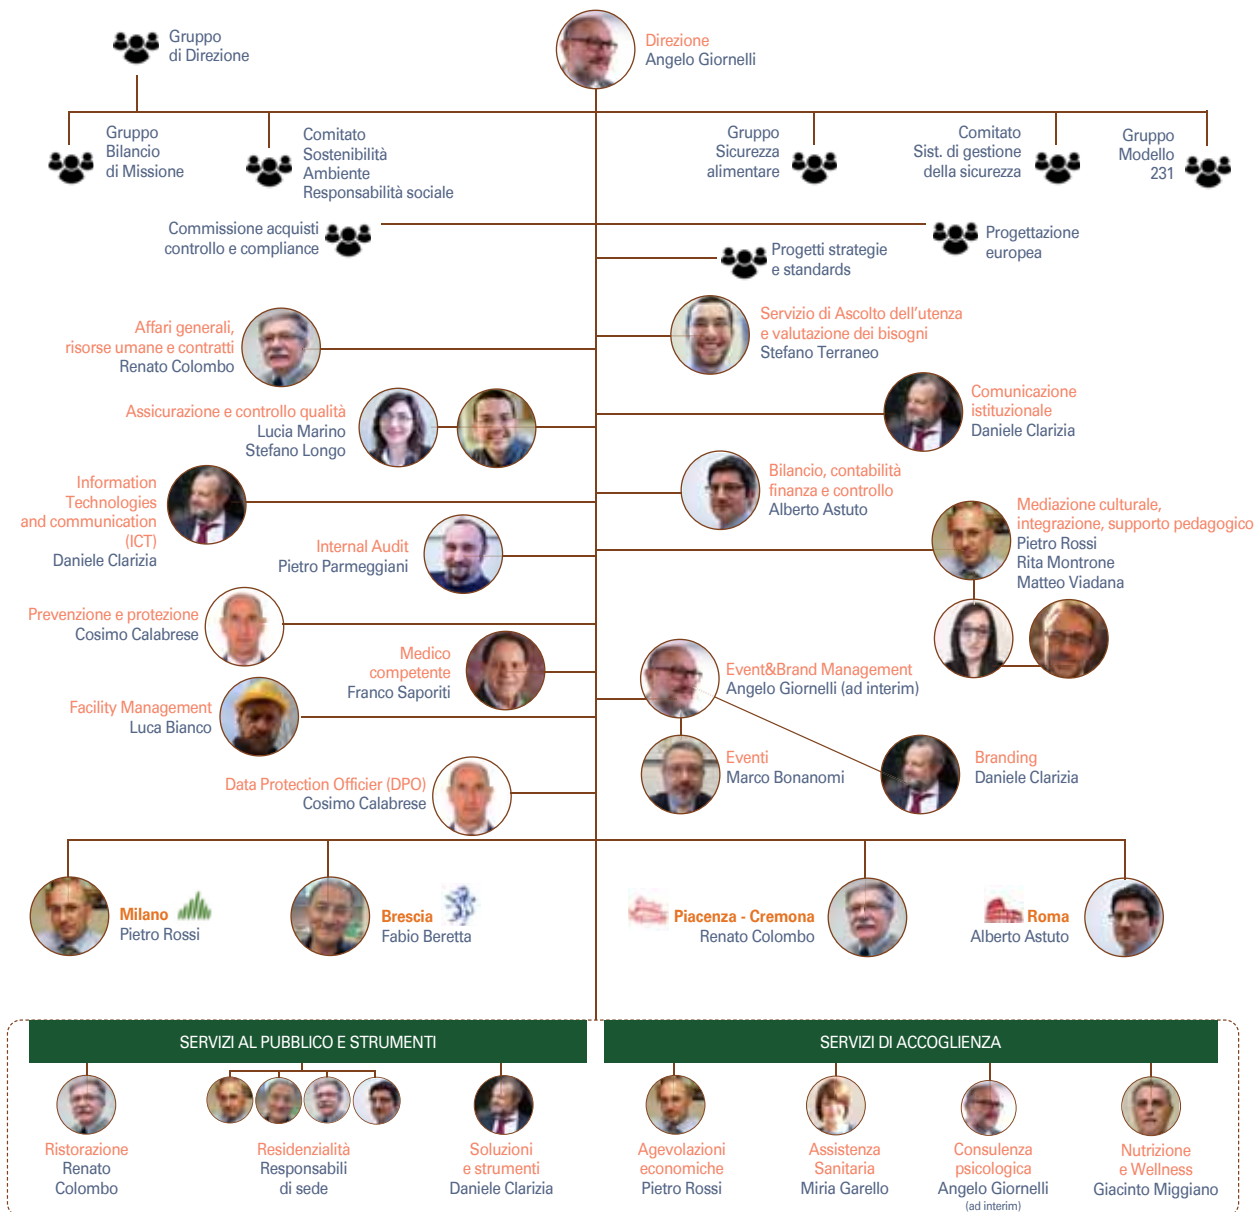 Gruppo
di Direzione
Direzione
Angelo Giornelli
Gruppo
Bilancio
di Missione
Comitato
Sostenibilità
Ambiente
Responsabilità sociale
Gruppo
Sicurezza
alimentare
Comitato
Sist. di gestione
della sicurezza
Gruppo
Modello
231
Commissione acquisti
controllo e compliance
Progettazione
europea
Progetti strategie
e standards
Affari generali,
risorse umane e contratti
Renato Colombo
Servizio di Ascolto dell'utenza
e valutazione dei bisogni
Stefano Terraneo
Assicurazione e controllo qualità
Lucia Marino
Stefano Longo
Comunicazione
istituzionale
Daniele Clarizia
Information
Technologies
and communication
(ICT)
Daniele Clarizia
Bilancio, contabilità
finanza e controllo
Alberto Astuto
Internal Audit
Pietro Parmeggiani
Mediazione culturale,
integrazione, supporto pedagogico
Pietro Rossi
Rita Montrone
Matteo Viadana
Prevenzione e protezione
Cosimo Calabrese
Medico
competente
Franco Saporiti
Event&Brand Management
Angelo Giornelli (ad interim)
Facility Management
Luca Bianco
Eventi
Marco Bonanomi
Branding
Daniele Clarizia
Data Protection Officier (DPO)
Cosimo Calabrese
Milano
Pietro Rossi
Brescia
Fabio Beretta
Piacenza - Cremona
Renato Colombo
Roma
Alberto Astuto
SERVIZI AL PUBBLICO E STRUMENTI
SERVIZI DI ACCOGLIENZA
Ristorazione
Renato
Colombo
Residenzialità
Responsabili
di sede
Soluzioni
e strumenti
Daniele Clarizia
Agevolazioni
economiche
Pietro Rossi
Assistenza
Sanitaria
Miria Garello
Consulenza
psicologica
Angelo Giornelli
(ad interim)
Nutrizione
e Wellness
Giacinto Miggiano